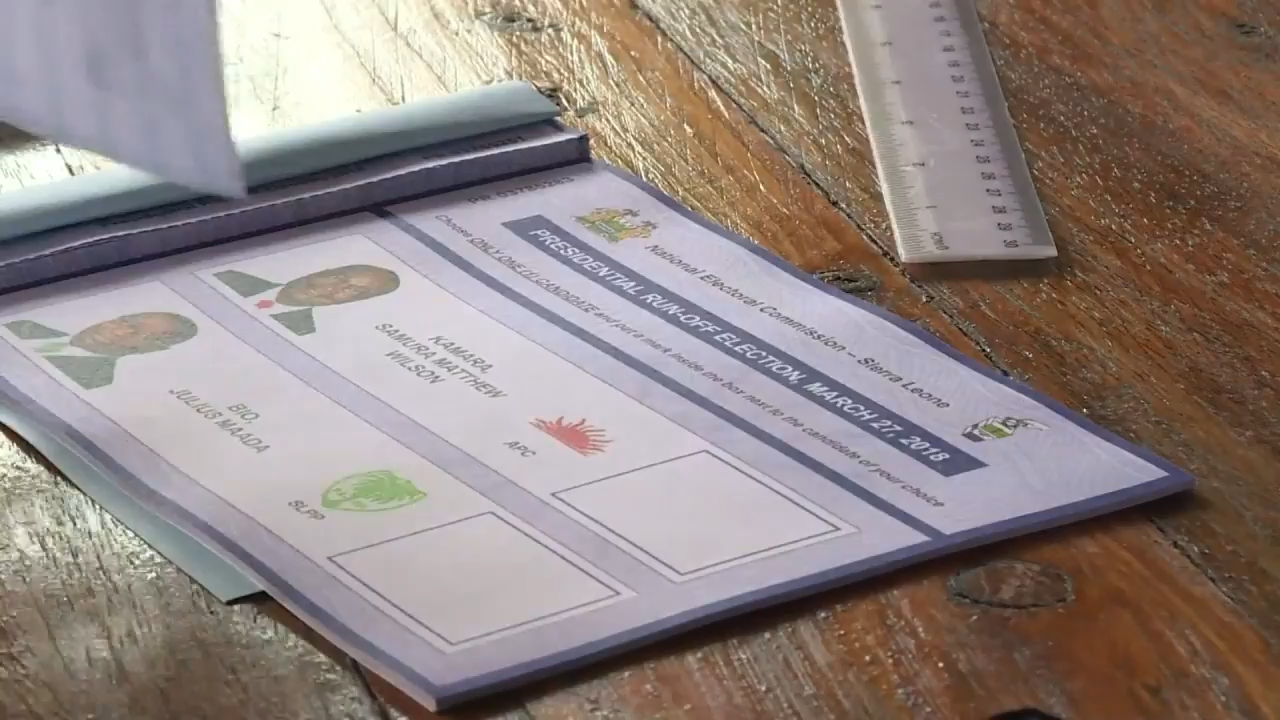 National Electoral Commission – Sierra Leone
PRESIDENTIAL RUN-OFF ELECTION, MARCH 27, 2018
Choose ONLY ONE (1) CANDIDATE and put a mark inside the box next to the candidate of your choice
KAMARA,
SAMURA MATTHEW
WILSON
APC
BIO,
JULIUS MAADA
SLPP